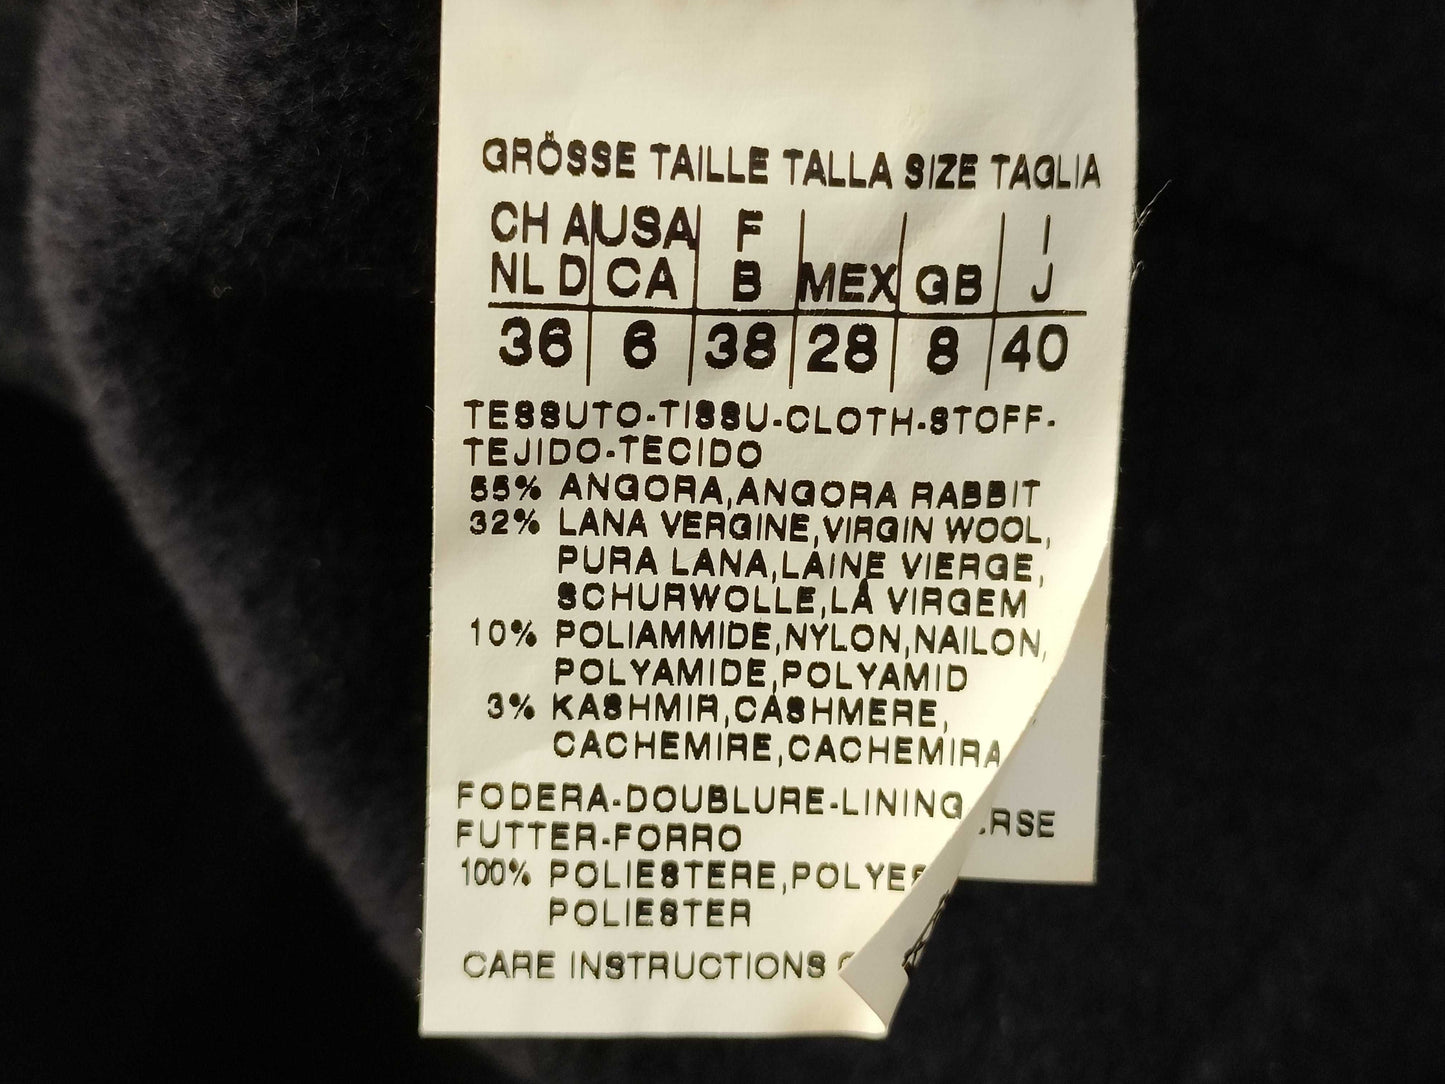 GRÖSSE TAILLE TALLA SIZE TAGLIA
CH A USA F I
NL D CA B MEX GB J
36 6 38 28 8 40
TESSUTO-TISSU-CLOTH-STOFF-
TEJIDO-TECIDO
55% ANGORA,ANGORA RABBIT
32% LANA VERGINE,VIRGIN WOOL,
PURA LANA,LAINE VIERGE,
SCHURWOLLE,LÁ VIRGEM
10% POLIAMMIDE,NYLON,NAILON,
POLYAMIDE,POLYAMID
3% KASHMIR,CASHMERE,
CACHEMIRE,CACHEMIRA
FODERA-DOUBLURE-LINING
FUTTER-FORRO
100% POLIESTERE,
POLIESTER
CARE INSTRUCTIONS